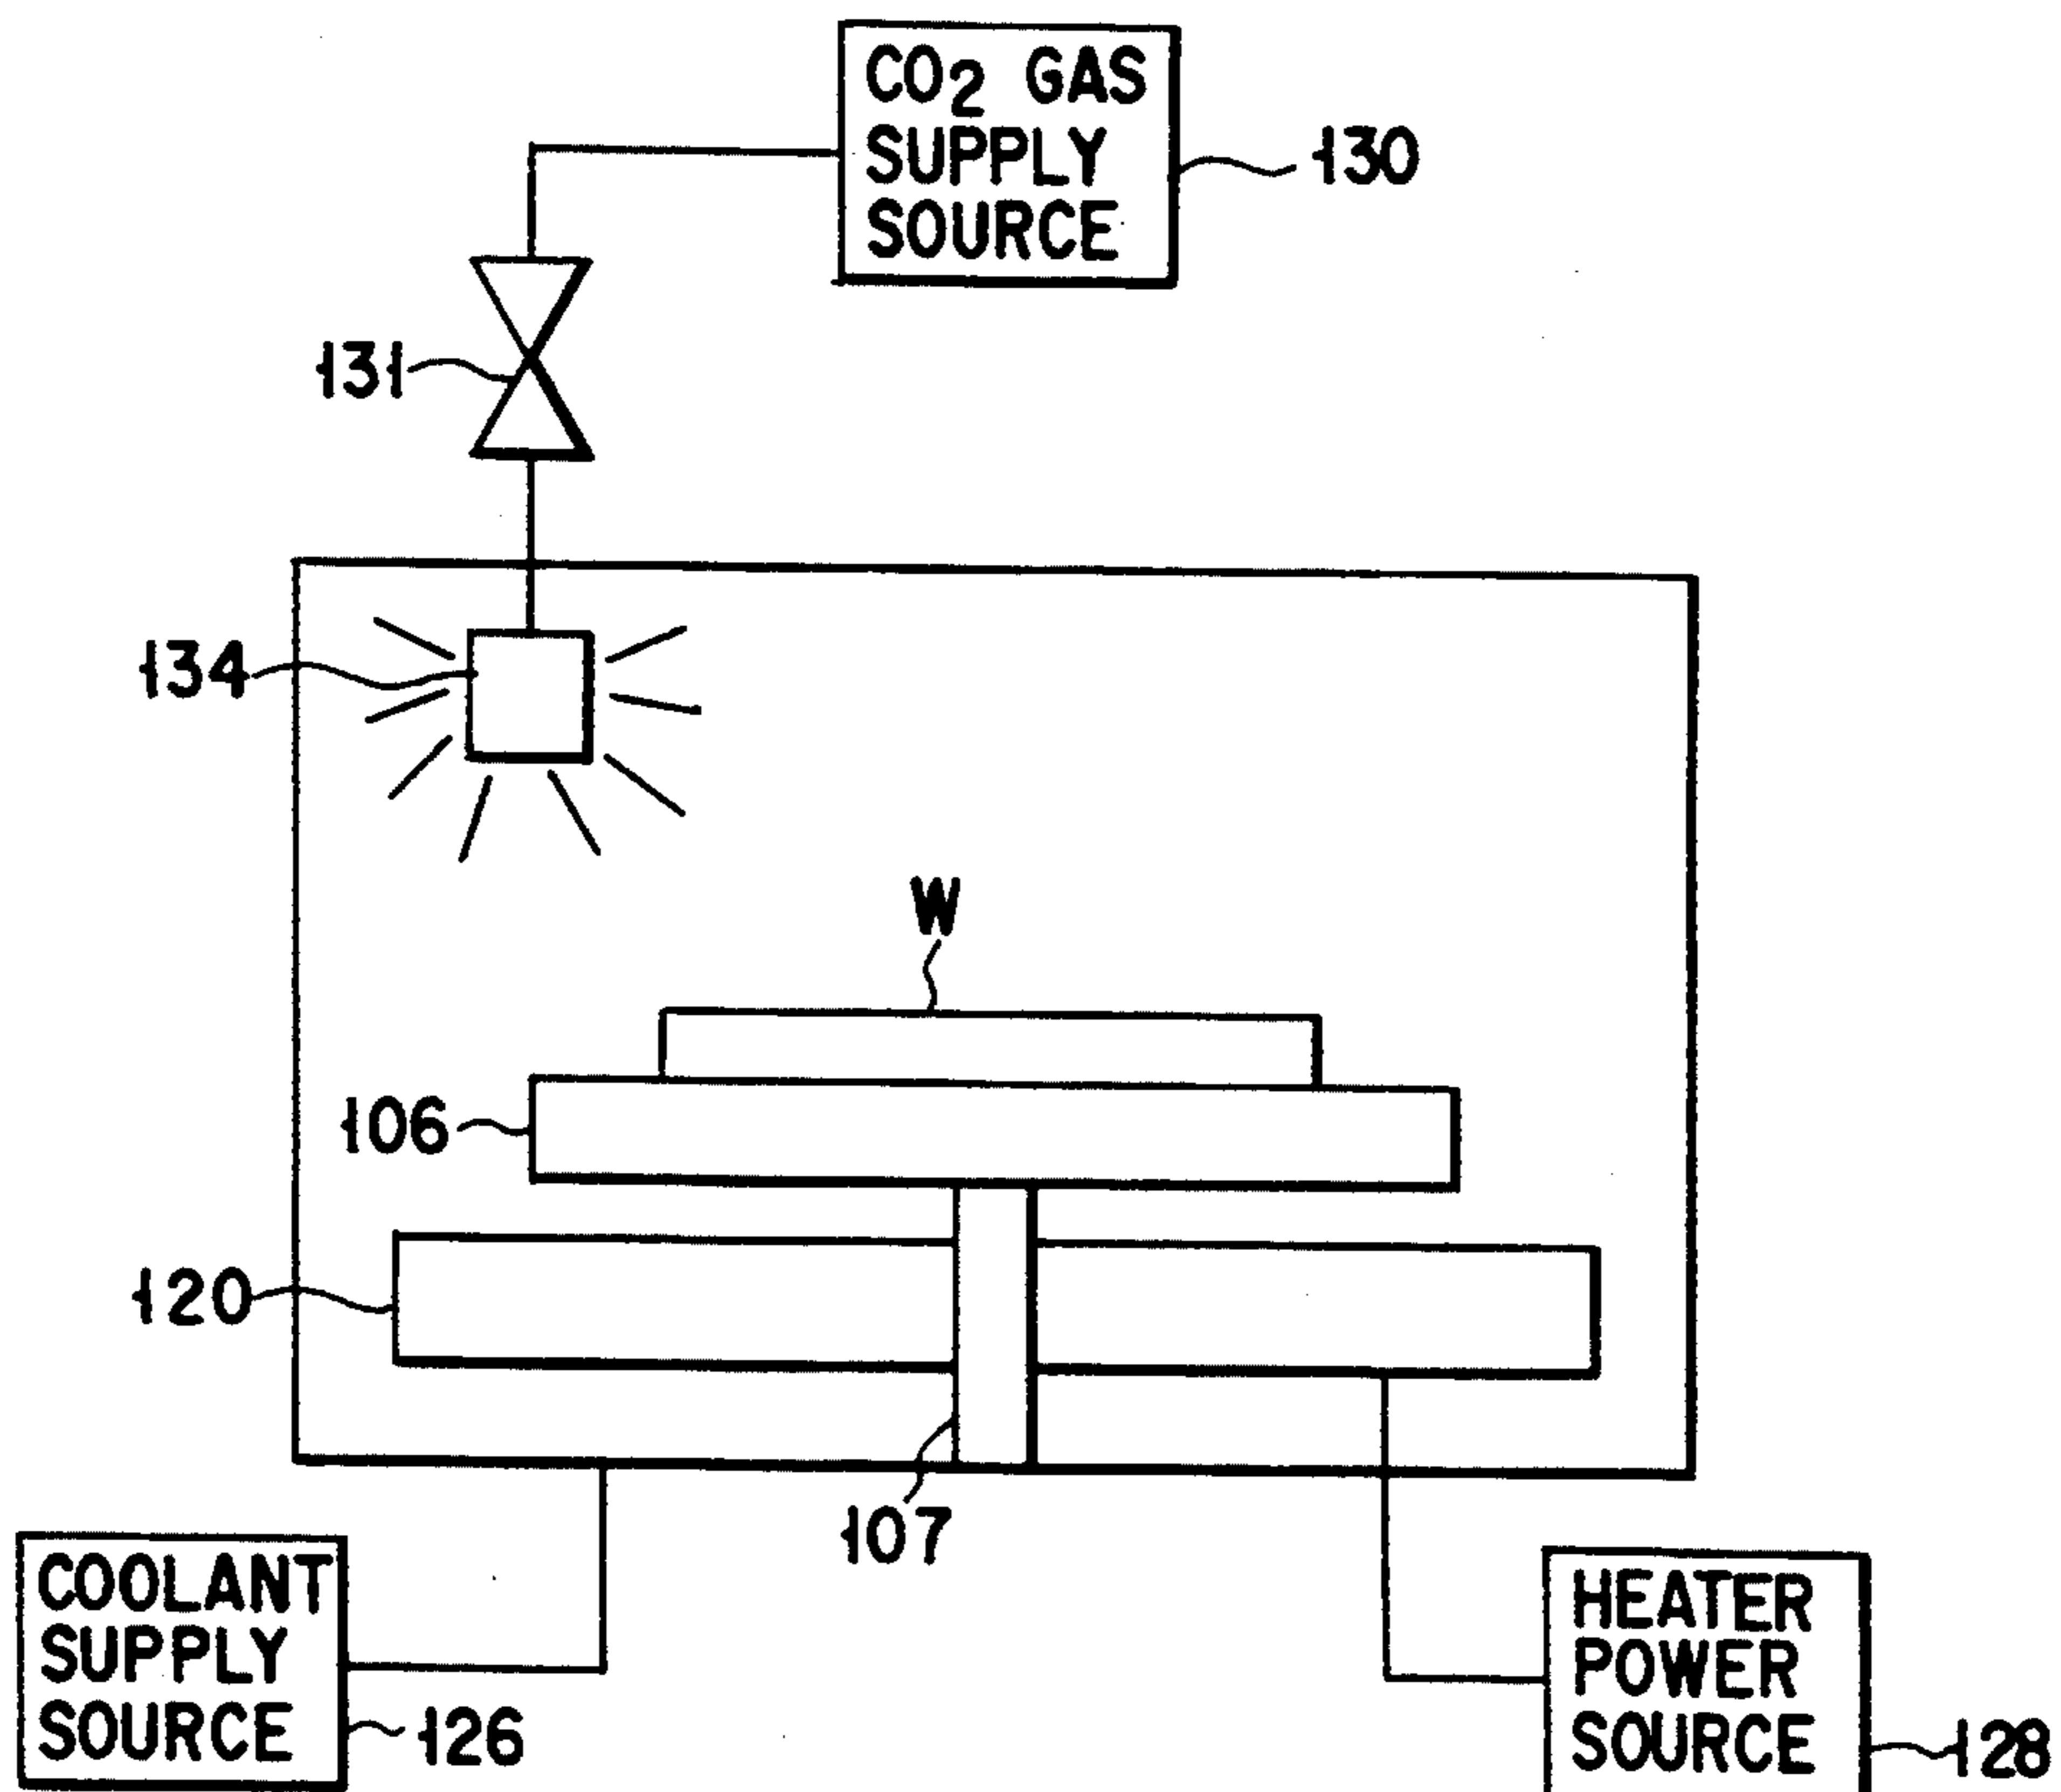 CO2 GAS
SUPPLY
SOURCE
130
131
134
W
106
120
107
COOLANT
SUPPLY
SOURCE
126
HEATER
POWER
SOURCE
128